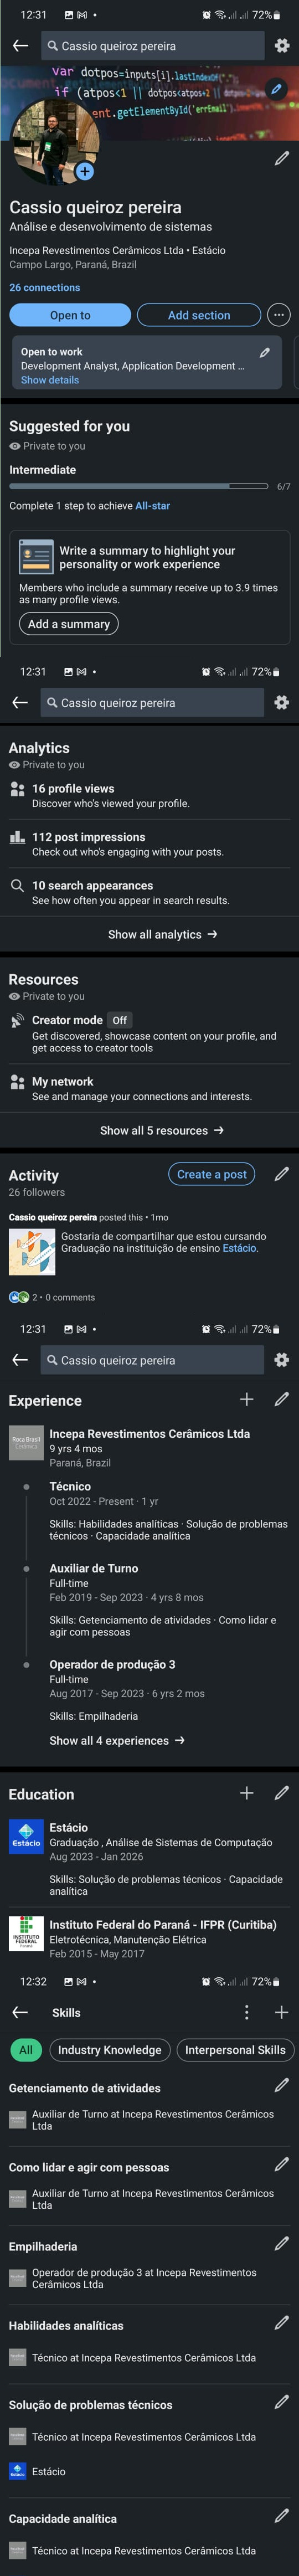 12:31
72%
Cassio queiroz pereira
var dotpos=inputs[i].lastIndexOf(
if (atpos<1 || dotpos<atpos+2 ||
ent.getElementById('errEmail'
Cassio queiroz pereira
Análise e desenvolvimento de sistemas
Incepa Revestimentos Cerâmicos Ltda • Estácio
Campo Largo, Paraná, Brazil
26 connections
Open to
Add section
Open to work
Development Analyst, Application Development ...
Show details
Suggested for you
Private to you
Intermediate
6/7
Complete 1 step to achieve All-star
Write a summary to highlight your
personality or work experience
Members who include a summary receive up to 3.9 times
as many profile views.
Add a summary
12:31
72%
Cassio queiroz pereira
Analytics
Private to you
16 profile views
Discover who's viewed your profile.
112 post impressions
Check out who's engaging with your posts.
10 search appearances
See how often you appear in search results.
Show all analytics →
Resources
Private to you
Creator mode Off
Get discovered, showcase content on your profile, and
get access to creator tools
My network
See and manage your connections and interests.
Show all 5 resources →
Activity
Create a post
26 followers
Cassio queiroz pereira posted this • 1mo
Gostaria de compartilhar que estou cursando
Graduação na instituição de ensino Estácio.
2 • 0 comments
12:31
72%
Cassio queiroz pereira
Experience
Roca Brasil
Cerámica
Incepa Revestimentos Cerâmicos Ltda
9 yrs 4 mos
Paraná, Brazil
Técnico
Oct 2022 - Present · 1 yr
Skills: Habilidades analíticas · Solução de problemas
técnicos · Capacidade analítica
Auxiliar de Turno
Full-time
Feb 2019 - Sep 2023 · 4 yrs 8 mos
Skills: Getenciamento de atividades · Como lidar e
agir com pessoas
Operador de produção 3
Full-time
Aug 2017 - Sep 2023 · 6 yrs 2 mos
Skills: Empilhaderia
Show all 4 experiences →
Education
Estácio
Estácio
Graduação , Análise de Sistemas de Computação
Aug 2023 - Jan 2026
Skills: Solução de problemas técnicos · Capacidade
analítica
INSTITUTO
FEDERAL
Paraná
Instituto Federal do Paraná - IFPR (Curitiba)
Eletrotécnica, Manutenção Elétrica
Feb 2015 - May 2017
12:32
72%
Skills
All
Industry Knowledge
Interpersonal Skills
Getenciamento de atividades
Auxiliar de Turno at Incepa Revestimentos Cerâmicos
Ltda
Como lidar e agir com pessoas
Auxiliar de Turno at Incepa Revestimentos Cerâmicos
Ltda
Empilhaderia
Operador de produção 3 at Incepa Revestimentos
Cerâmicos Ltda
Habilidades analíticas
Técnico at Incepa Revestimentos Cerâmicos Ltda
Solução de problemas técnicos
Técnico at Incepa Revestimentos Cerâmicos Ltda
Estácio
Capacidade analítica
Técnico at Incepa Revestimentos Cerâmicos Ltda